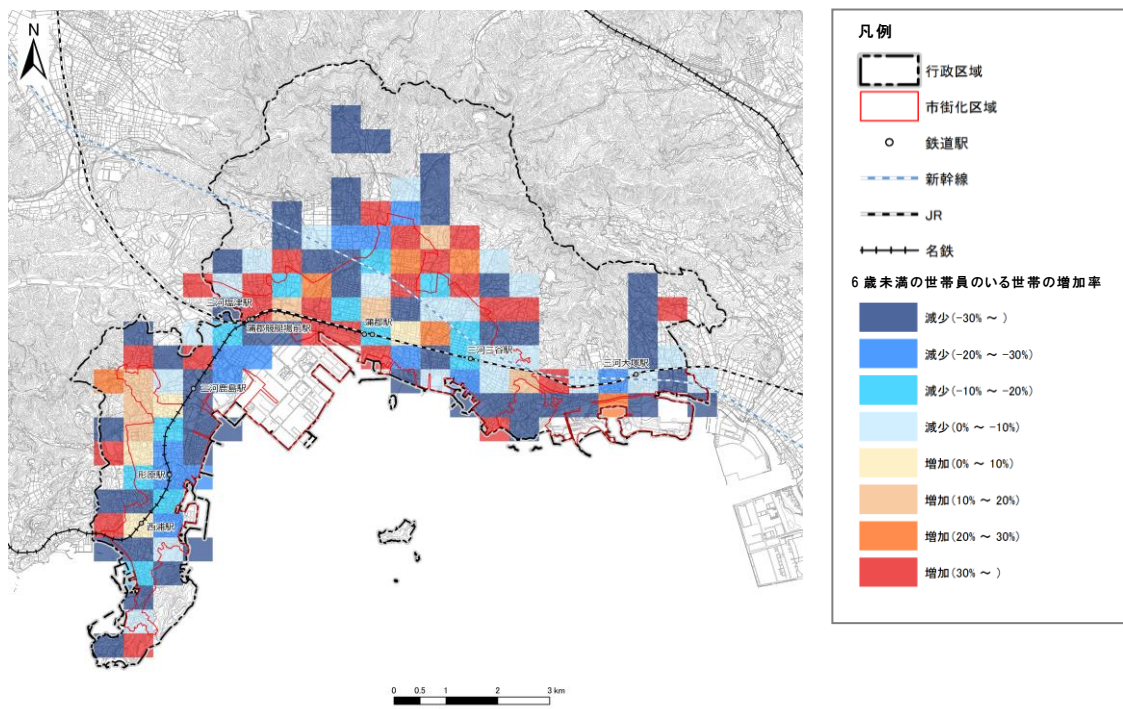 N
三河塩津駅
蒲郡競艇場前駅
蒲郡駅
三河三谷駅
三河大塚駅
三河鹿島駅
形原駅
西浦駅
0 0.5 1 2 3 km
凡例
行政区域
市街化区域
鉄道駅
新幹線
JR
名鉄
6歳未満の世帯員のいる世帯の増加率
減少(-30% ～ )
減少(-20% ～ -30%)
減少(-10% ～ -20%)
減少(0% ～ -10%)
増加(0% ～ 10%)
増加(10% ～ 20%)
増加(20% ～ 30%)
増加(30% ～ )